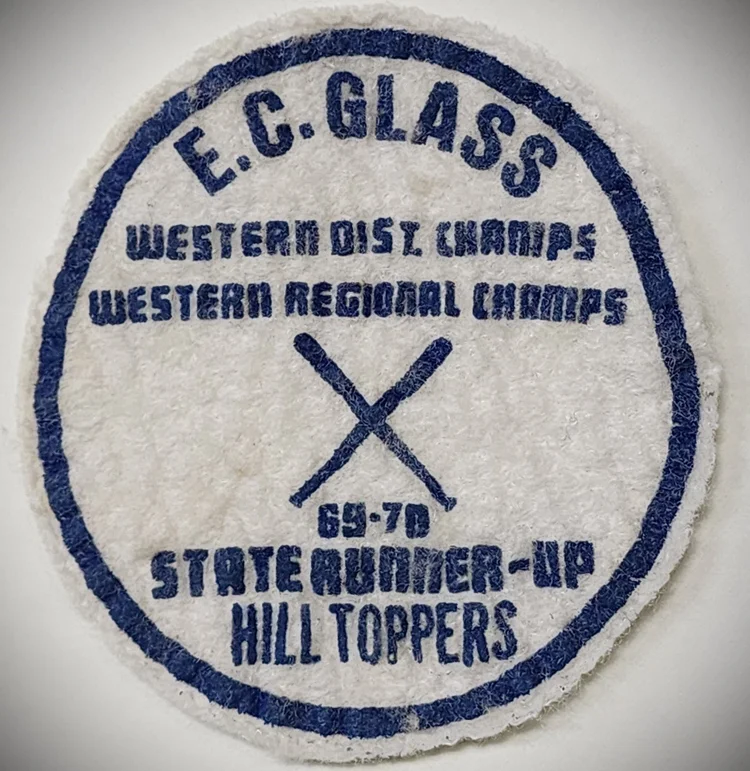 E.C. GLASS
WESTERN DIST. CHAMPS
WESTERN REGIONAL CHAMPS
69-70
STATE RUNNER-UP
HILL TOPPERS